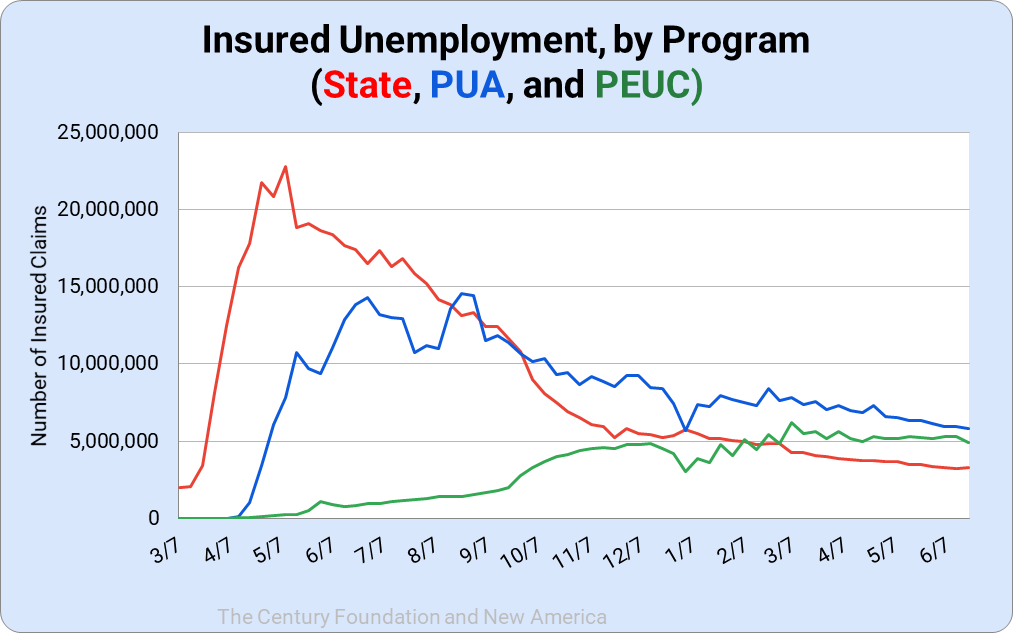 Insured Unemployment, by Program
(State, PUA, and PEUC)
Number of Insured Claims
25,000,000
20,000,000
15,000,000
10,000,000
5,000,000
0
3/7 4/7 5/7 6/7 7/7 8/7 9/7 10/7 11/7 12/7 1/7 2/7 3/7 4/7 5/7 6/7
The Century Foundation and New America